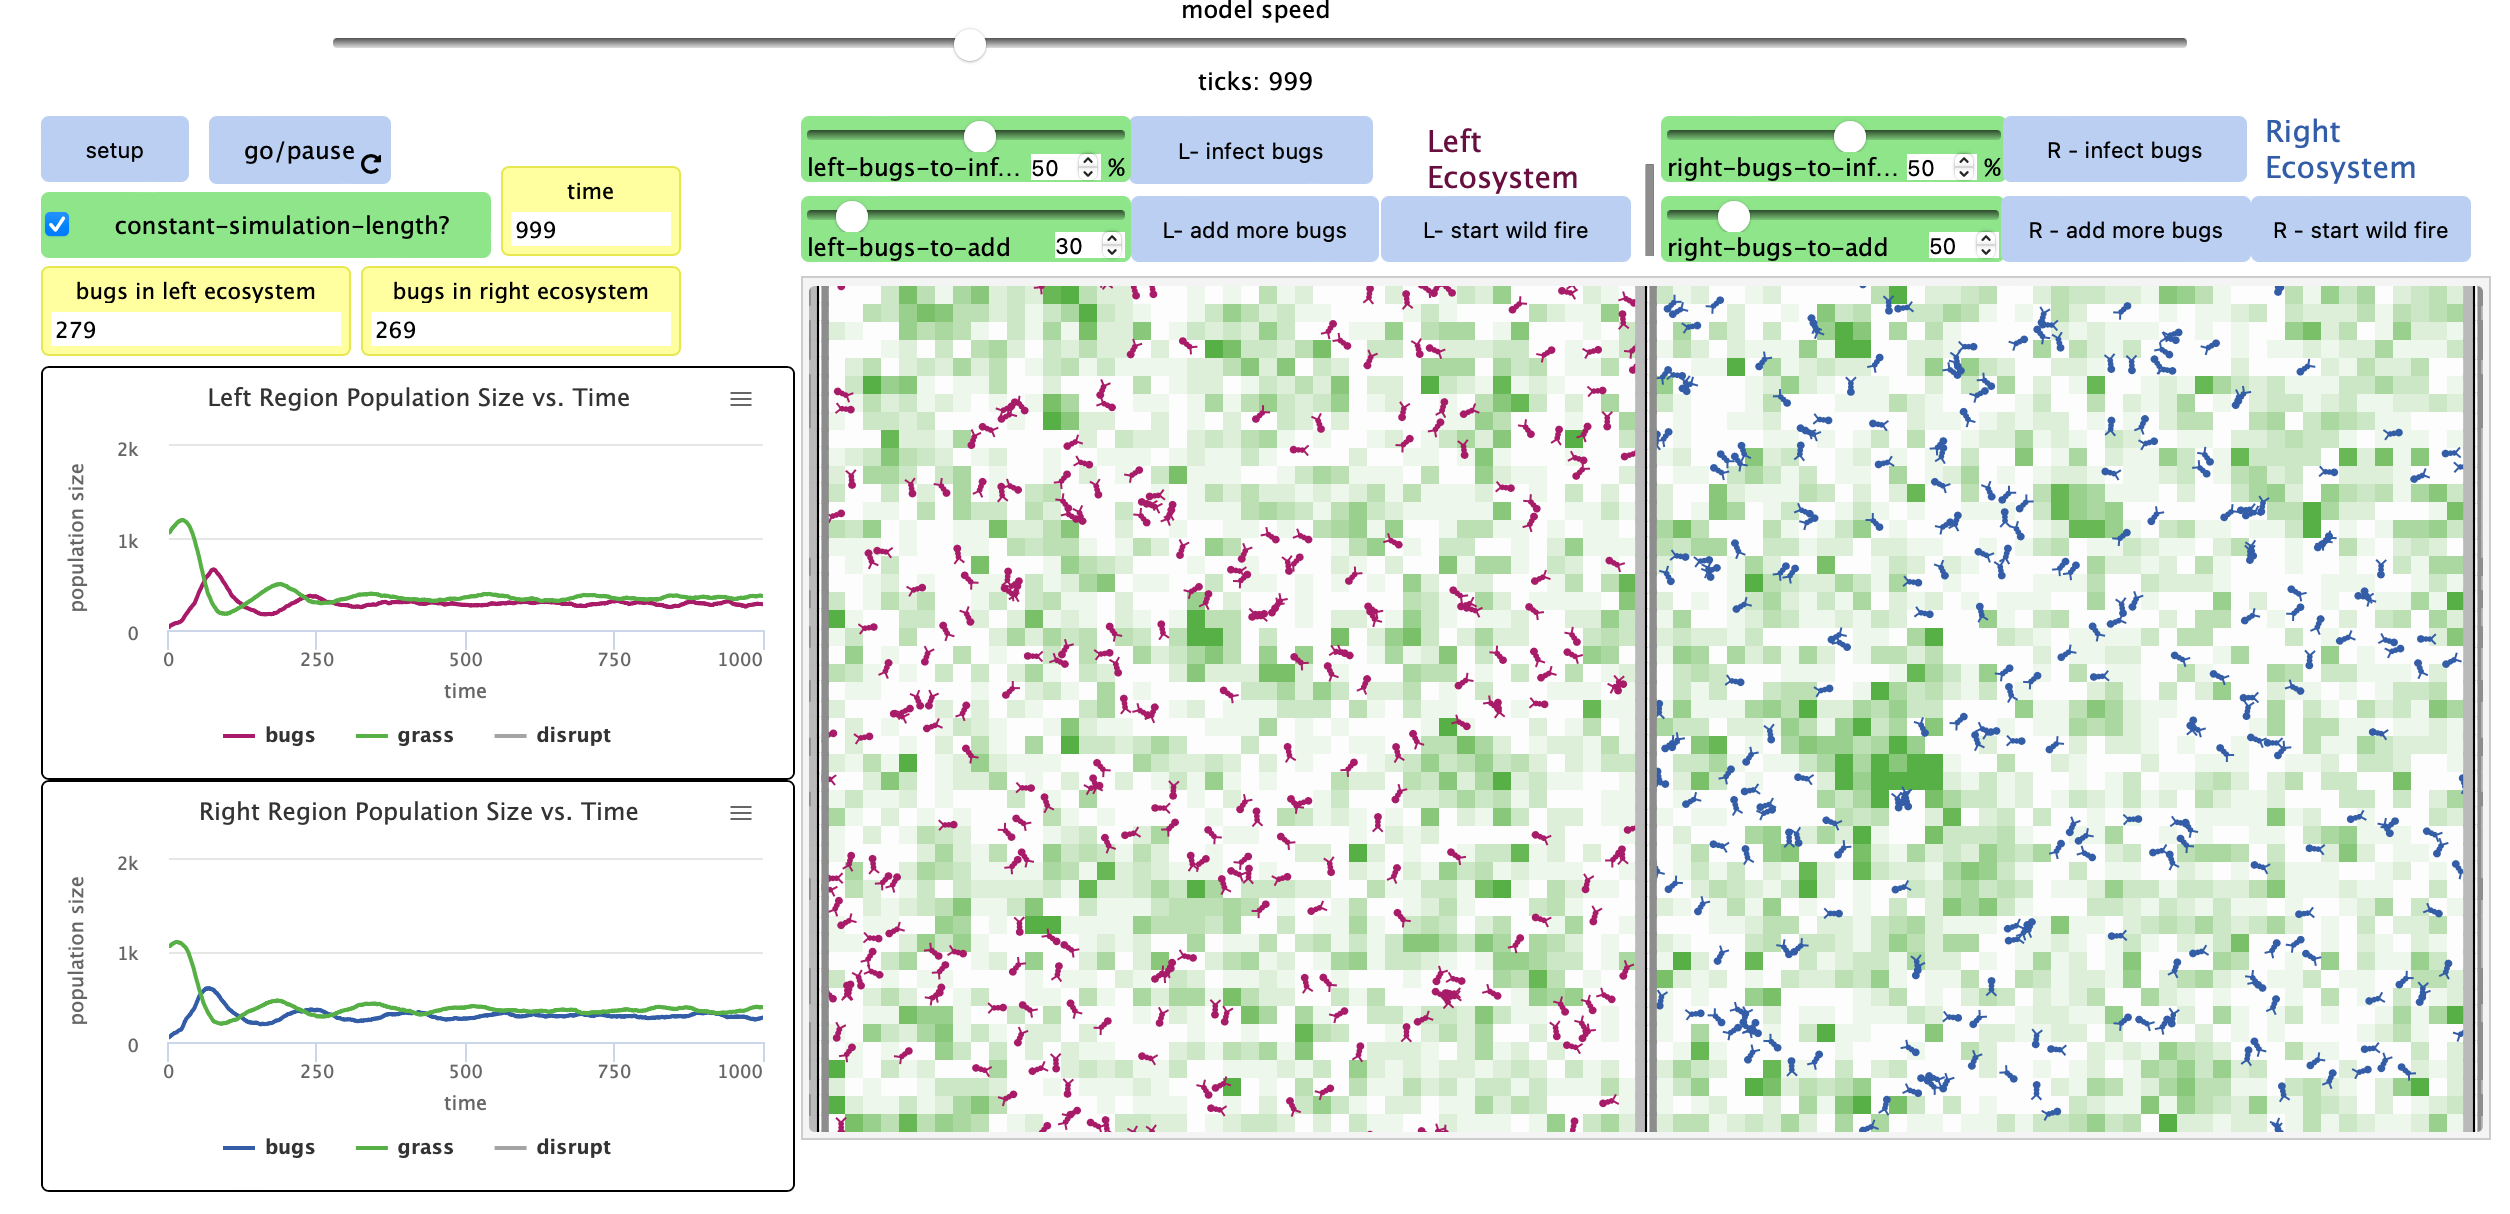 model speed
ticks: 999
setup
go/pause
constant-simulation-length?
time
999
bugs in left ecosystem
279
bugs in right ecosystem
269
left-bugs-to-inf... 50 %
L- infect bugs
Left
Ecosystem
left-bugs-to-add 30
L- add more bugs
L- start wild fire
right-bugs-to-inf... 50 %
R - infect bugs
Right
Ecosystem
right-bugs-to-add 50
R - add more bugs
R - start wild fire
Left Region Population Size vs. Time
population size
2k
1k
0
0 250 500 750 1000
time
bugs grass disrupt
Right Region Population Size vs. Time
population size
2k
1k
0
0 250 500 750 1000
time
bugs grass disrupt